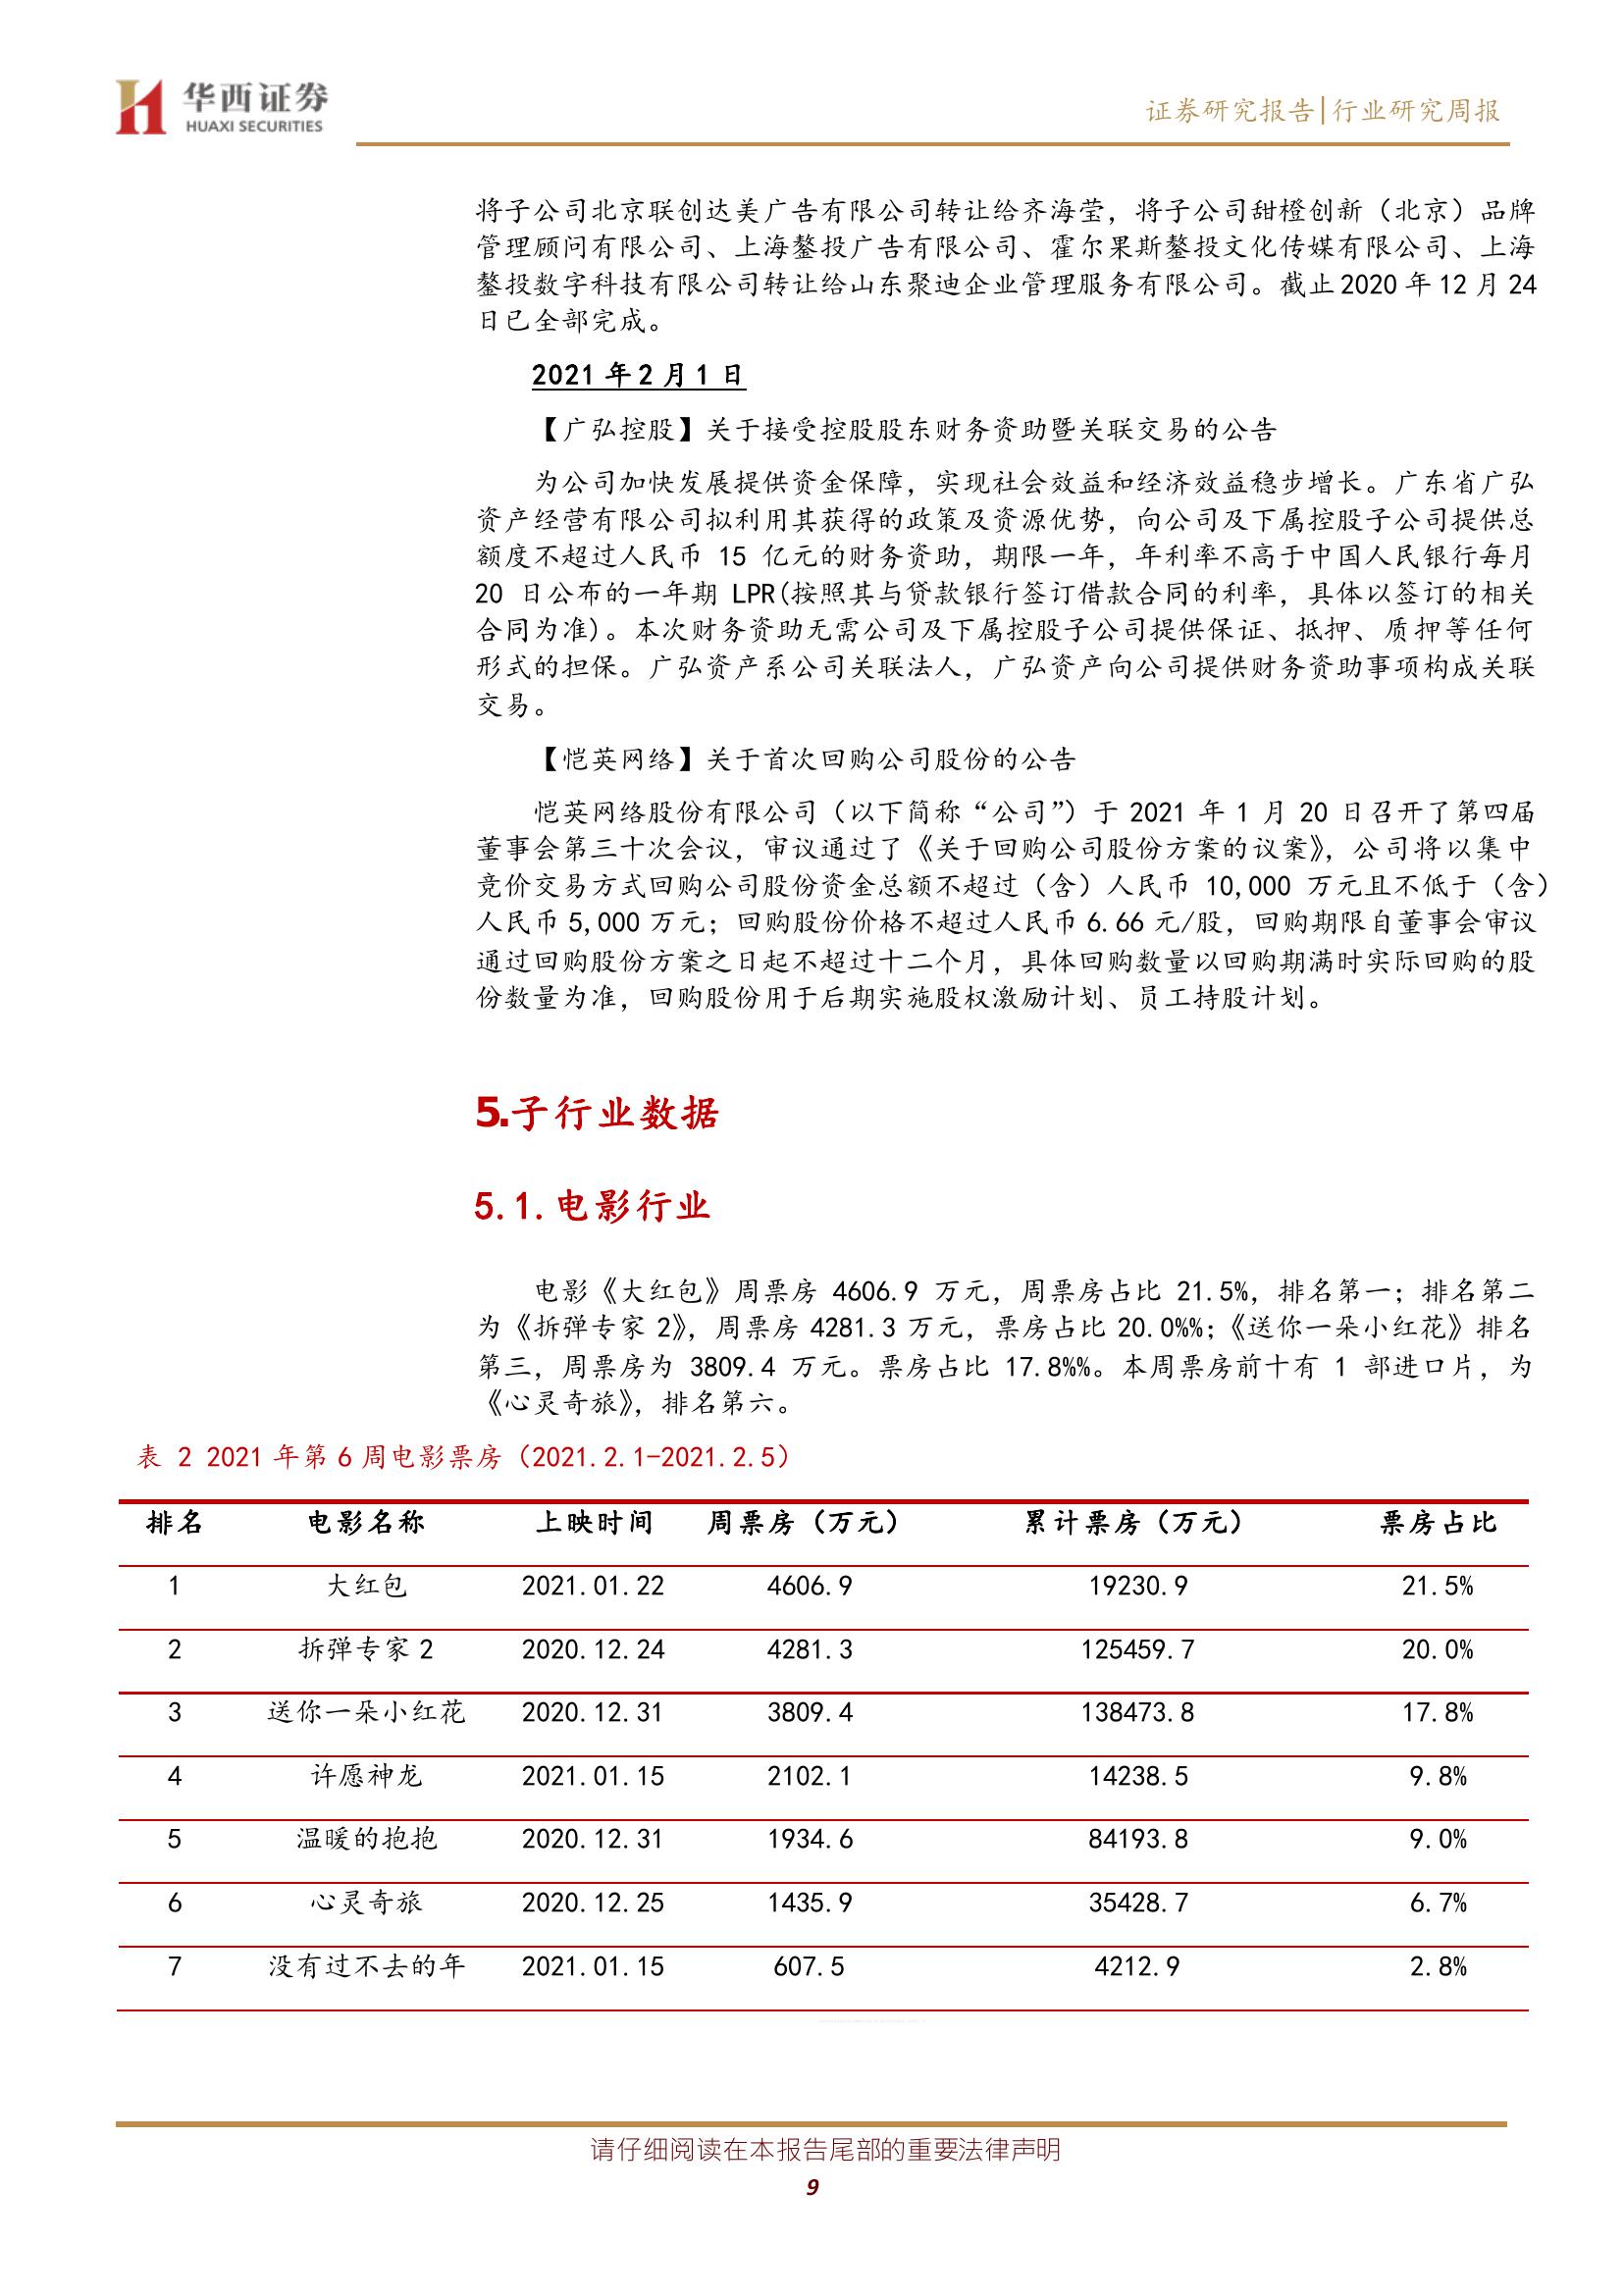 华西证券
HUAXI SECURITIES
证券研究报告|行业研究周报
将子公司北京联创达美广告有限公司转让给齐海莹，将子公司甜橙创新（北京）品牌
管理顾问有限公司、上海鏊投广告有限公司、霍尔果斯鏊投文化传媒有限公司、上海
鏊投数字科技有限公司转让给山东聚迪企业管理服务有限公司。截止 2020 年 12 月 24
日已全部完成。
2021 年 2 月 1 日
【广弘控股】关于接受控股股东财务资助暨关联交易的公告
为公司加快发展提供资金保障，实现社会效益和经济效益稳步增长。广东省广弘
资产经营有限公司拟利用其获得的政策及资源优势，向公司及下属控股子公司提供总
额度不超过人民币 15 亿元的财务资助，期限一年，年利率不高于中国人民银行每月
20 日公布的一年期 LPR(按照其与贷款银行签订借款合同的利率，具体以签订的相关
合同为准)。本次财务资助无需公司及下属控股子公司提供保证、抵押、质押等任何
形式的担保。广弘资产系公司关联法人，广弘资产向公司提供财务资助事项构成关联
交易。
【恺英网络】关于首次回购公司股份的公告
恺英网络股份有限公司（以下简称“公司”）于 2021 年 1 月 20 日召开了第四届
董事会第三十次会议，审议通过了《关于回购公司股份方案的议案》，公司将以集中
竞价交易方式回购公司股份资金总额不超过（含）人民币 10,000 万元且不低于（含）
人民币 5,000 万元；回购股份价格不超过人民币 6.66 元/股，回购期限自董事会审议
通过回购股份方案之日起不超过十二个月，具体回购数量以回购期满时实际回购的股
份数量为准，回购股份用于后期实施股权激励计划、员工持股计划。
5.子行业数据
5.1.电影行业
电影《大红包》周票房 4606.9 万元，周票房占比 21.5%，排名第一；排名第二
为《拆弹专家 2》，周票房 4281.3 万元，票房占比 20.0%%；《送你一朵小红花》排名
第三，周票房为 3809.4 万元。票房占比 17.8%%。本周票房前十有 1 部进口片，为
《心灵奇旅》，排名第六。
表 2 2021 年第 6 周电影票房（2021.2.1-2021.2.5）
排名 电影名称 上映时间 周票房（万元） 累计票房（万元） 票房占比
1 大红包 2021.01.22 4606.9 19230.9 21.5%
2 拆弹专家 2 2020.12.24 4281.3 125459.7 20.0%
3 送你一朵小红花 2020.12.31 3809.4 138473.8 17.8%
4 许愿神龙 2021.01.15 2102.1 14238.5 9.8%
5 温暖的抱抱 2020.12.31 1934.6 84193.8 9.0%
6 心灵奇旅 2020.12.25 1435.9 35428.7 6.7%
7 没有过不去的年 2021.01.15 607.5 4212.9 2.8%
请仔细阅读在本报告尾部的重要法律声明
9